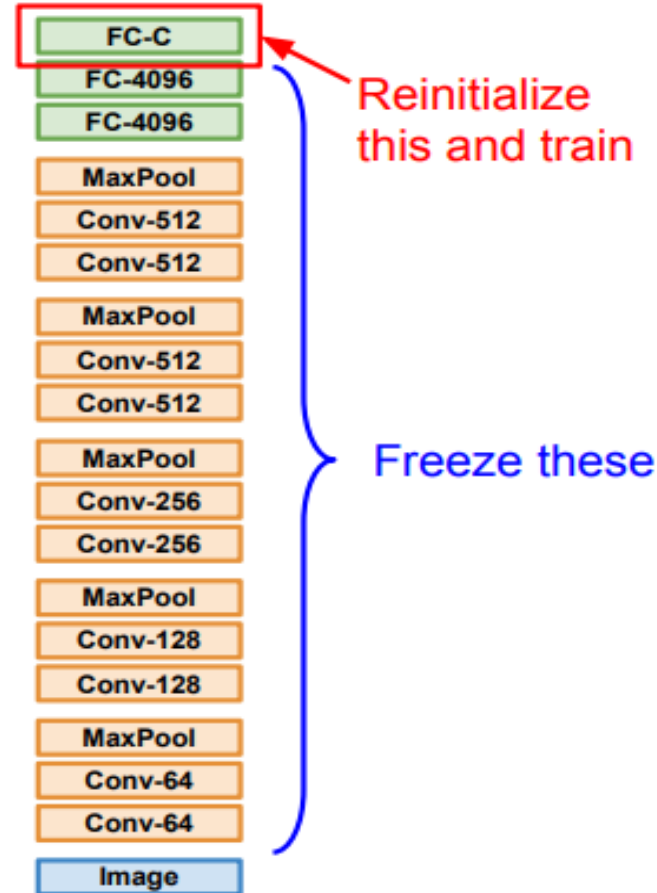 FC-C
FC-4096
FC-4096
MaxPool
Conv-512
Conv-512
MaxPool
Conv-512
Conv-512
MaxPool
Conv-256
Conv-256
MaxPool
Conv-128
Conv-128
MaxPool
Conv-64
Conv-64
Image
Reinitialize
this and train
Freeze these